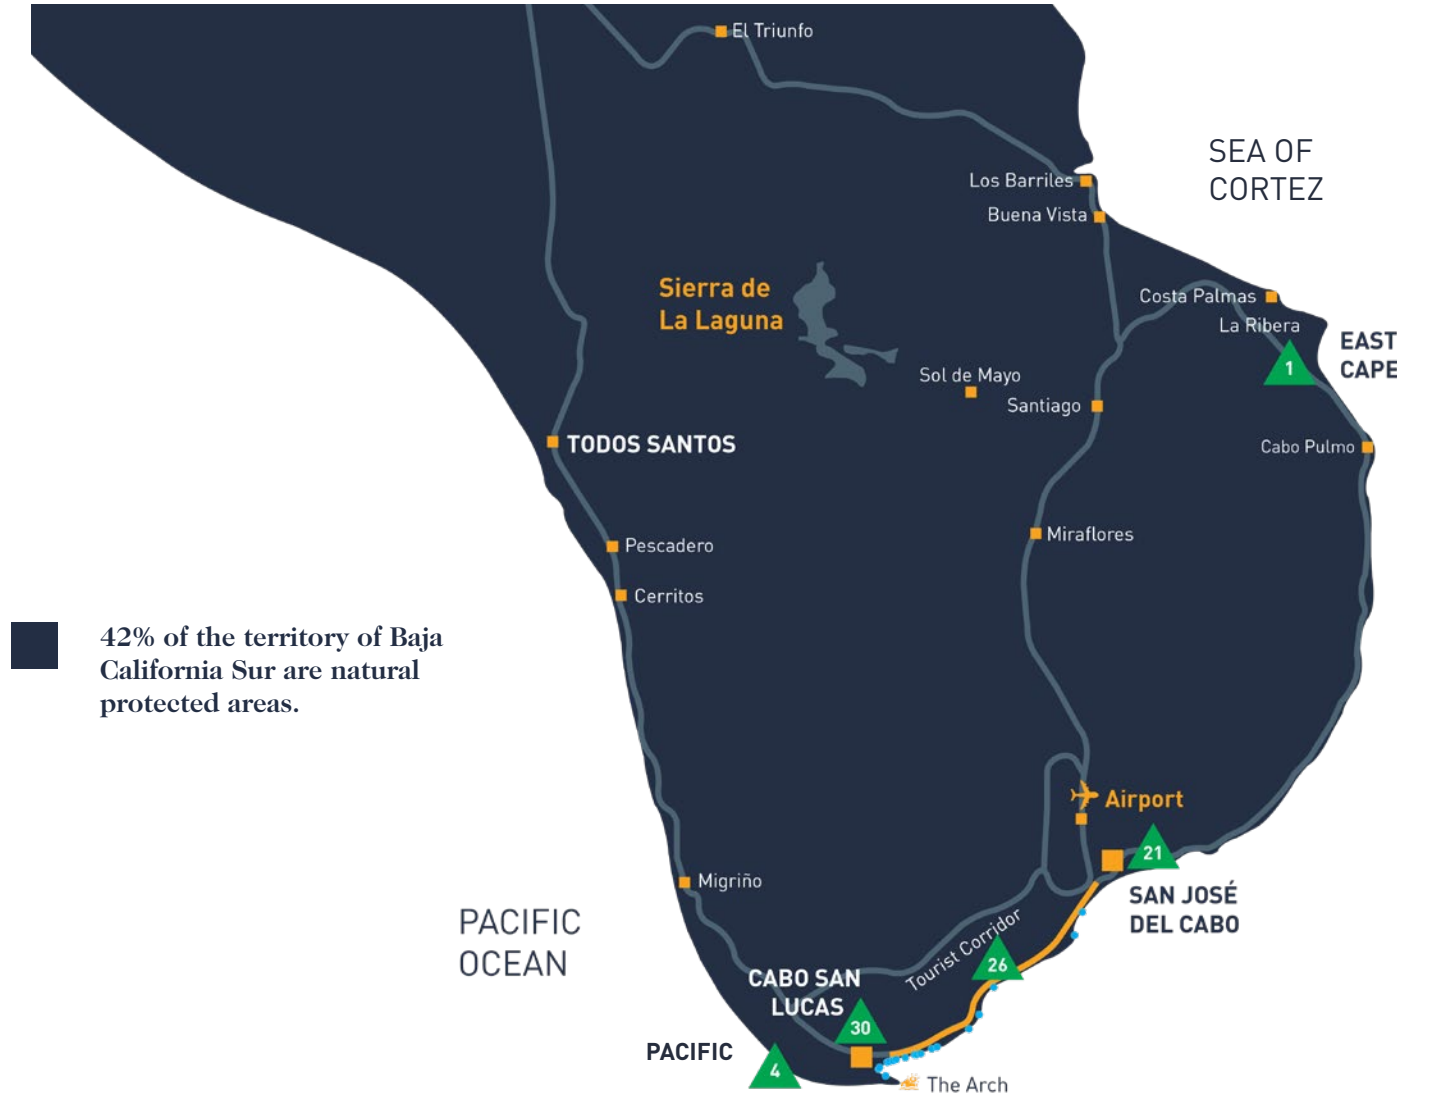 El Triunfo
SEA OF
CORTEZ
Los Barriles
Buena Vista
Sierra de
La Laguna
Costa Palmas
La Ribera
EAST
CAPE
1
Sol de Mayo
Santiago
TODOS SANTOS
Cabo Pulmo
Miraflores
Pescadero
Cerritos
42% of the territory of Baja
California Sur are natural
protected areas.
Airport
21
SAN JOSÉ
DEL CABO
Migriño
PACIFIC
OCEAN
Tourist Corridor
26
CABO SAN
LUCAS
30
PACIFIC
4
The Arch